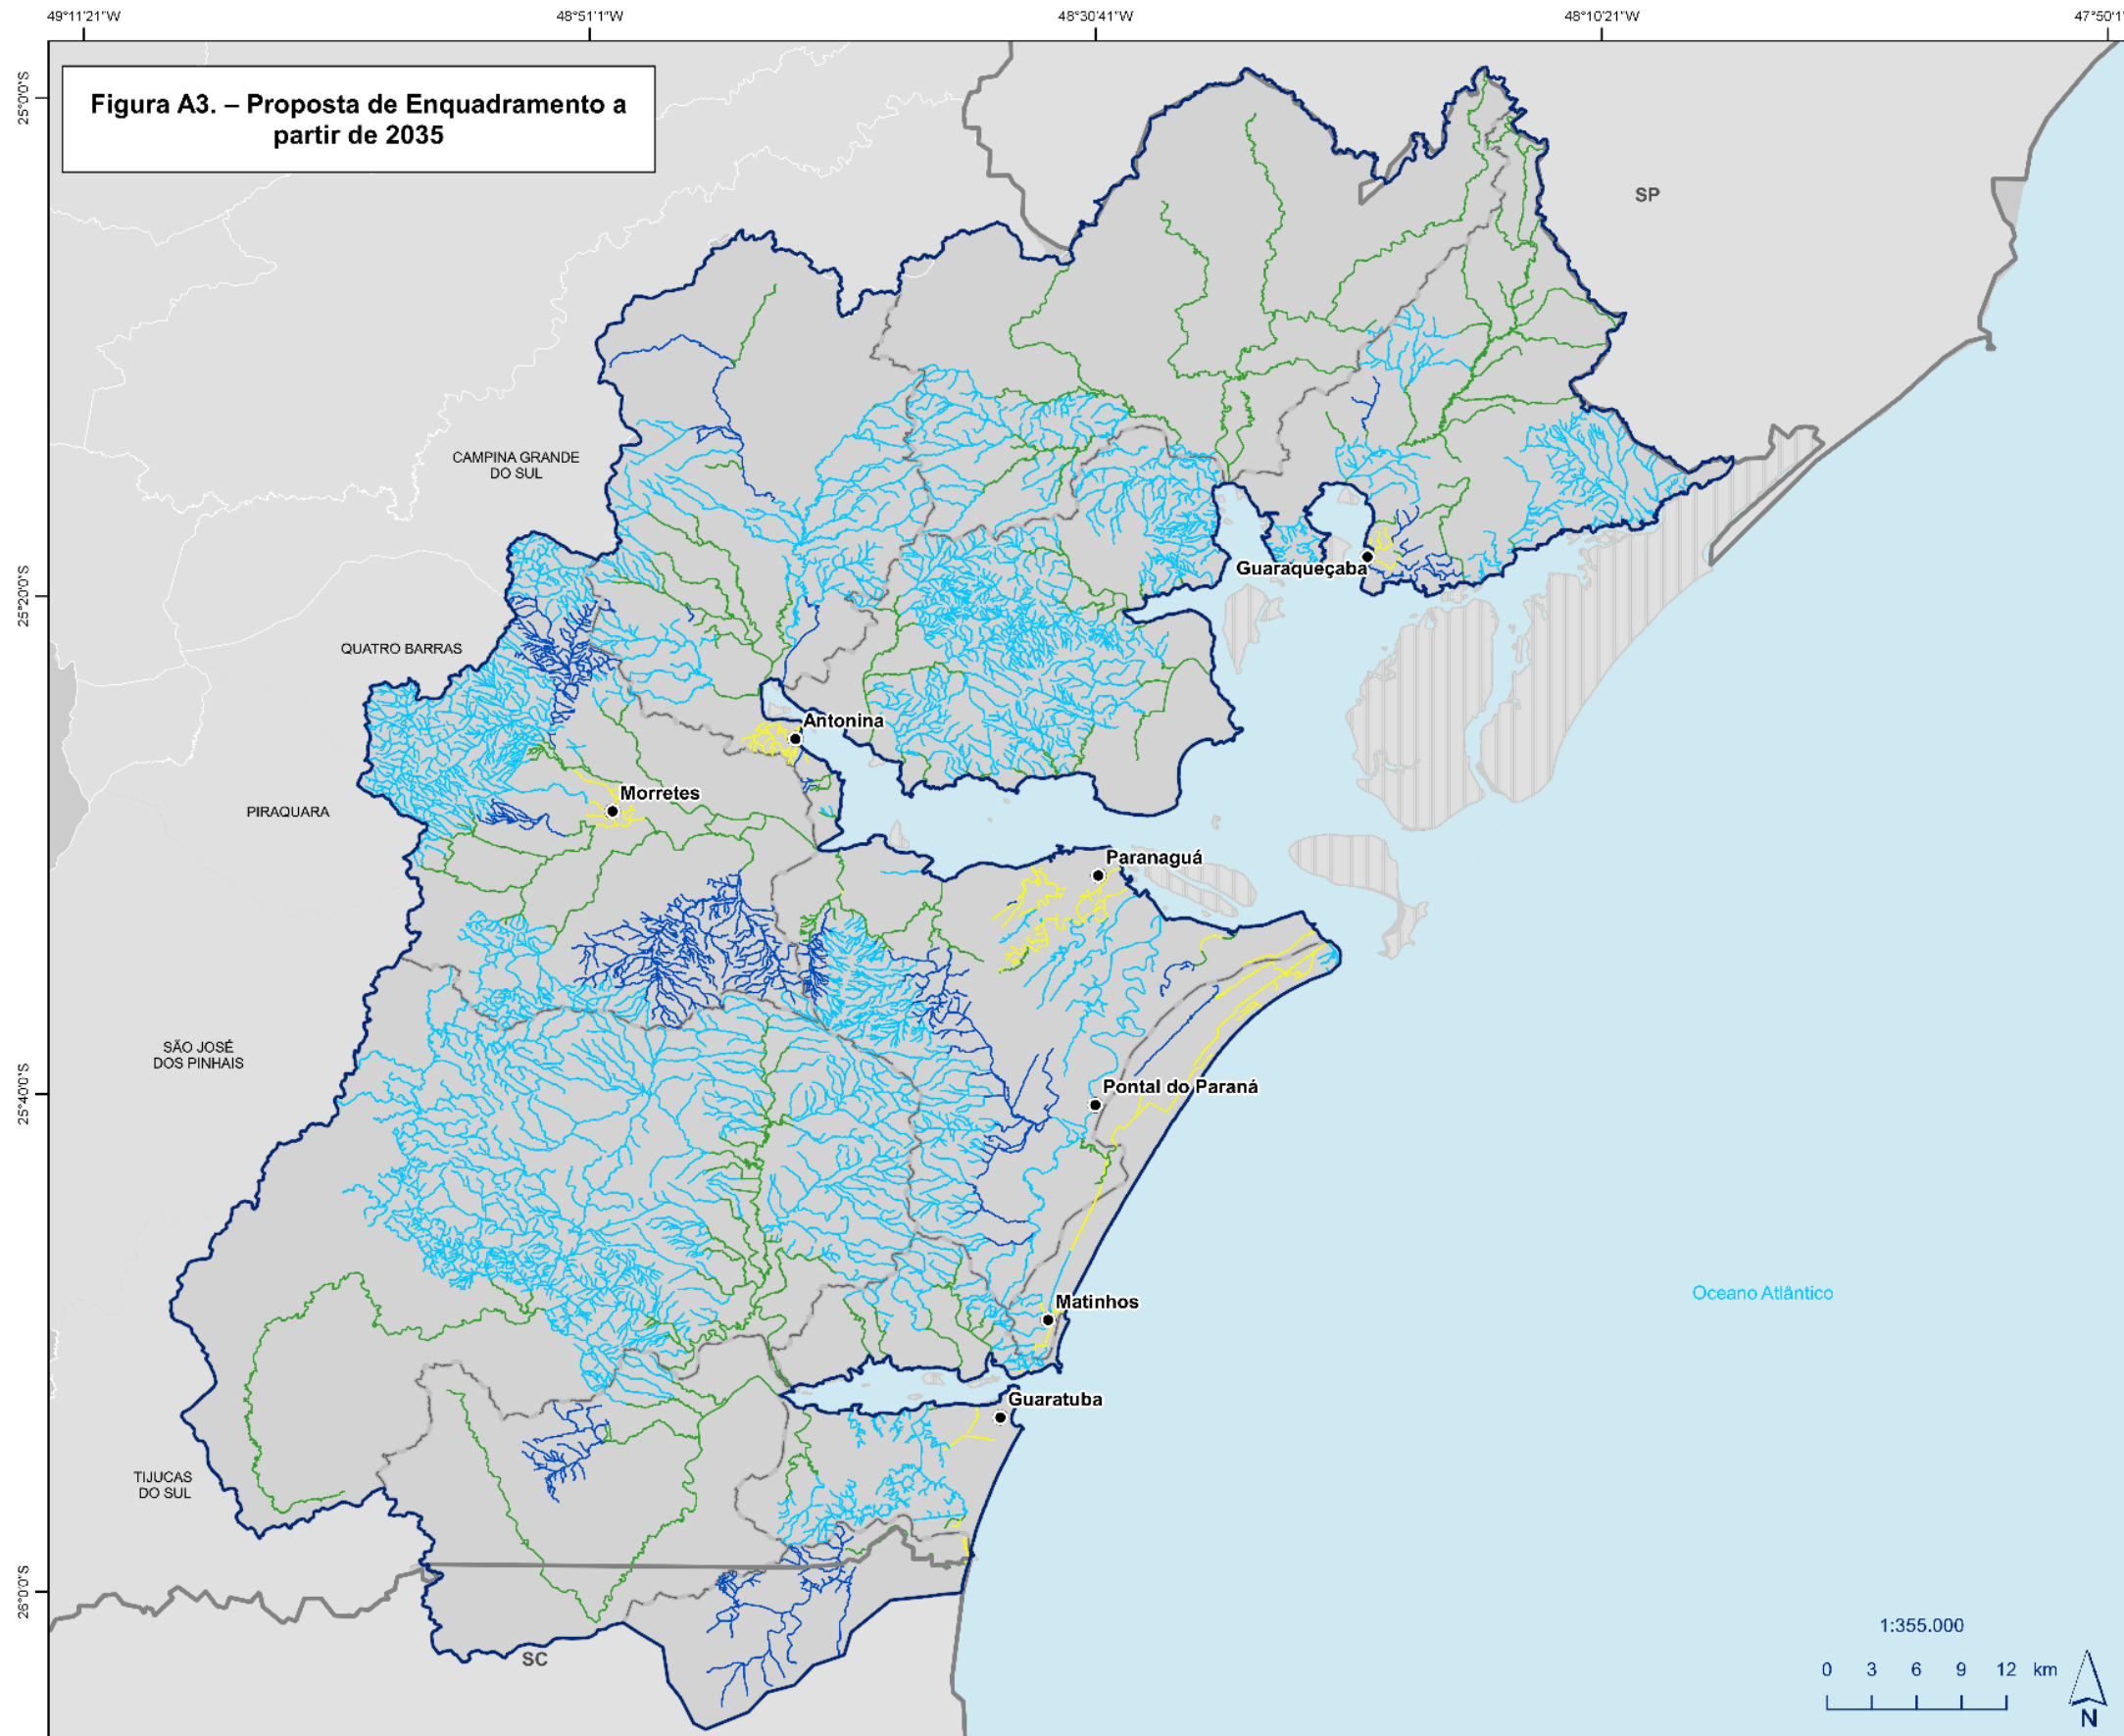 49°11'21"W
48°51'1"W
48°30'41"W
48°10'21"W
25°0'0"S
Figura A3. – Proposta de Enquadramento a
partir de 2035
SP
CAMPINA GRANDE
DO SUL
Guaraqueçaba
25°20'0"S
QUATRO BARRAS
Antonina
Morretes
PIRAQUARA
Paranaguá
SÃO JOSÉ
DOS PINHAIS
25°40'0"S
Pontal do Paraná
Oceano Atlântico
Matinhos
Guaratuba
TIJUCAS
DO SUL
26°0'0"S
SC
1:355.000
0 3 6 9 12 km
N